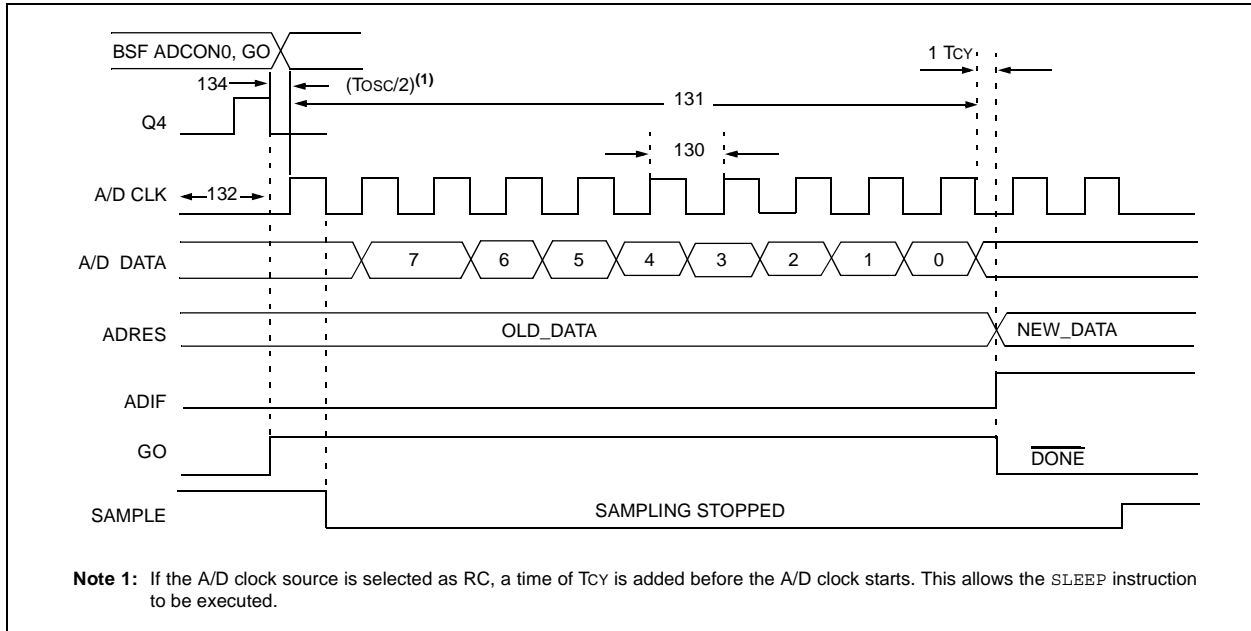 BSF ADCON0, GO
1 TCY
134
(TOSC/2)(1)
131
Q4
130
A/D CLK
132
A/D DATA
7 6 5 4 3 2 1 0
ADRES
OLD_DATA
NEW_DATA
ADIF
GO
DONE
SAMPLE
SAMPLING STOPPED
Note 1: If the A/D clock source is selected as RC, a time of TCY is added before the A/D clock starts. This allows the SLEEP instruction
to be executed.